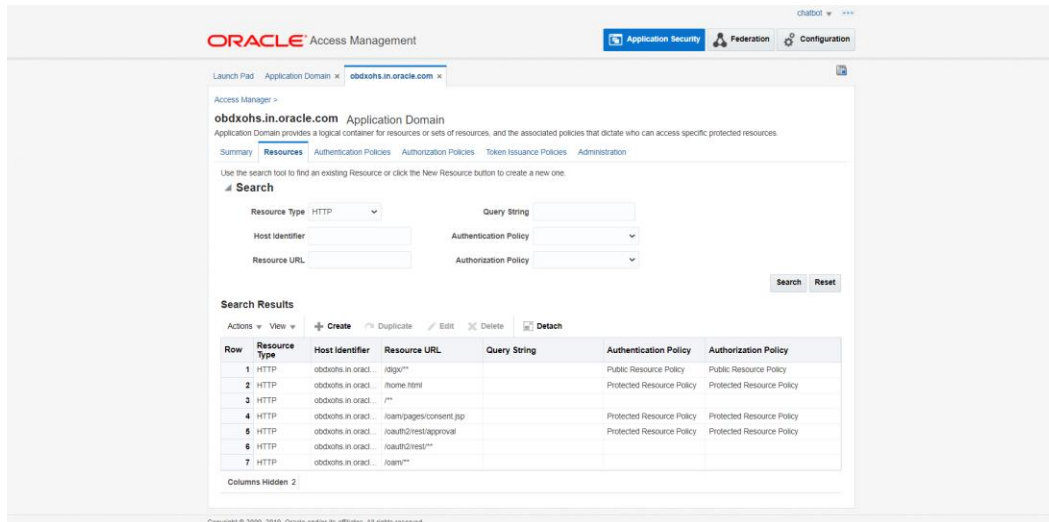 chatbot
ORACLE Access Management
Application Security Federation Configuration
Launch Pad Application Domain × obdxohs.in.oracle.com ×
Access Manager >
obdxohs.in.oracle.com Application Domain
Application Domain provides a logical container for resources or sets of resources, and the associated policies that dictate who can access specific protected resources.
Summary Resources Authentication Policies Authorization Policies Token Issuance Policies Administration
Use the search tool to find an existing Resource or click the New Resource button to create a new one.
Search
Resource Type HTTP Query String
Host Identifier Authentication Policy
Resource URL Authorization Policy
Search Reset
Search Results
Actions View Create Duplicate Edit Delete Detach
Row Resource Type Host Identifier Resource URL Query String Authentication Policy Authorization Policy
1 HTTP obdxohs.in.oracl... /digx/** Public Resource Policy Public Resource Policy
2 HTTP obdxohs.in.oracl... /home.html Protected Resource Policy Protected Resource Policy
3 HTTP obdxohs.in.oracl... /**
4 HTTP obdxohs.in.oracl... /oam/pages/consent.jsp Protected Resource Policy Protected Resource Policy
5 HTTP obdxohs.in.oracl... /oauth2/rest/approval Protected Resource Policy Protected Resource Policy
6 HTTP obdxohs.in.oracl... /oauth2/rest/**
7 HTTP obdxohs.in.oracl... /oam/**
Columns Hidden 2